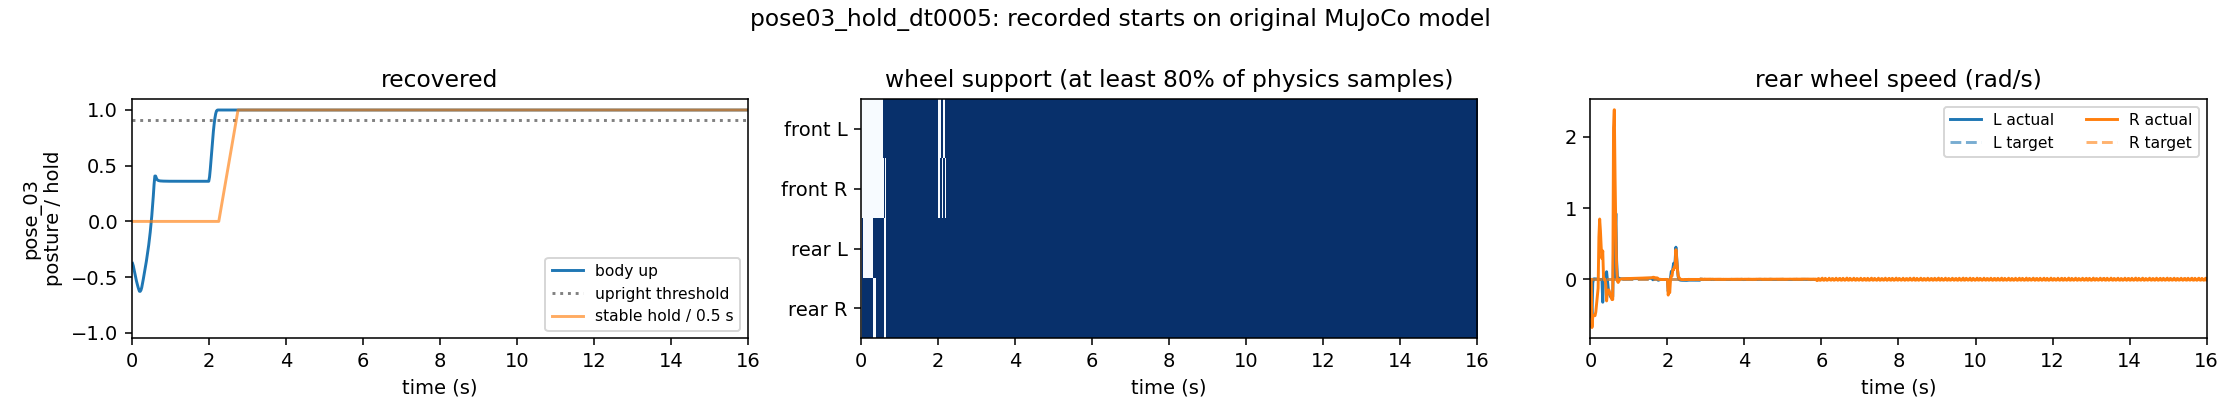 pose03_hold_dt0005: recorded starts on original MuJoCo model
recovered
pose_03
posture / hold
1.0
0.5
0.0
−0.5
−1.0
body up
upright threshold
stable hold / 0.5 s
0 2 4 6 8 10 12 14 16
time (s)
wheel support (at least 80% of physics samples)
front L
front R
rear L
rear R
0 2 4 6 8 10 12 14 16
time (s)
rear wheel speed (rad/s)
2
1
0
L actual R actual
L target R target
0 2 4 6 8 10 12 14 16
time (s)